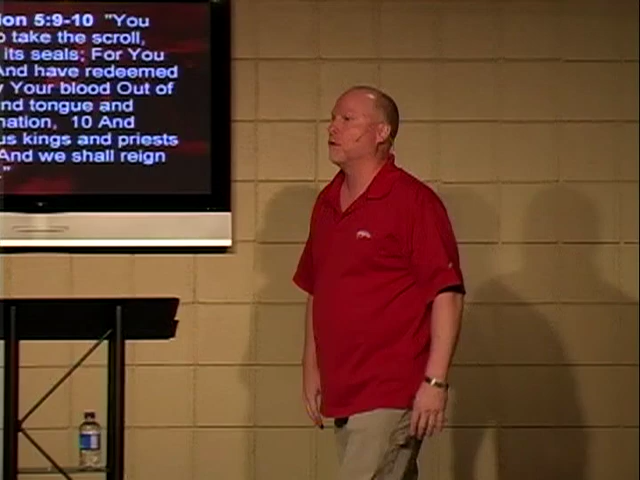 ion 5:9-10 "You
o take the scroll,
its seals; For You
And have redeemed
y Your blood Out of
nd tongue and
nation, 10 And
us kings and priests
And we shall reign
."